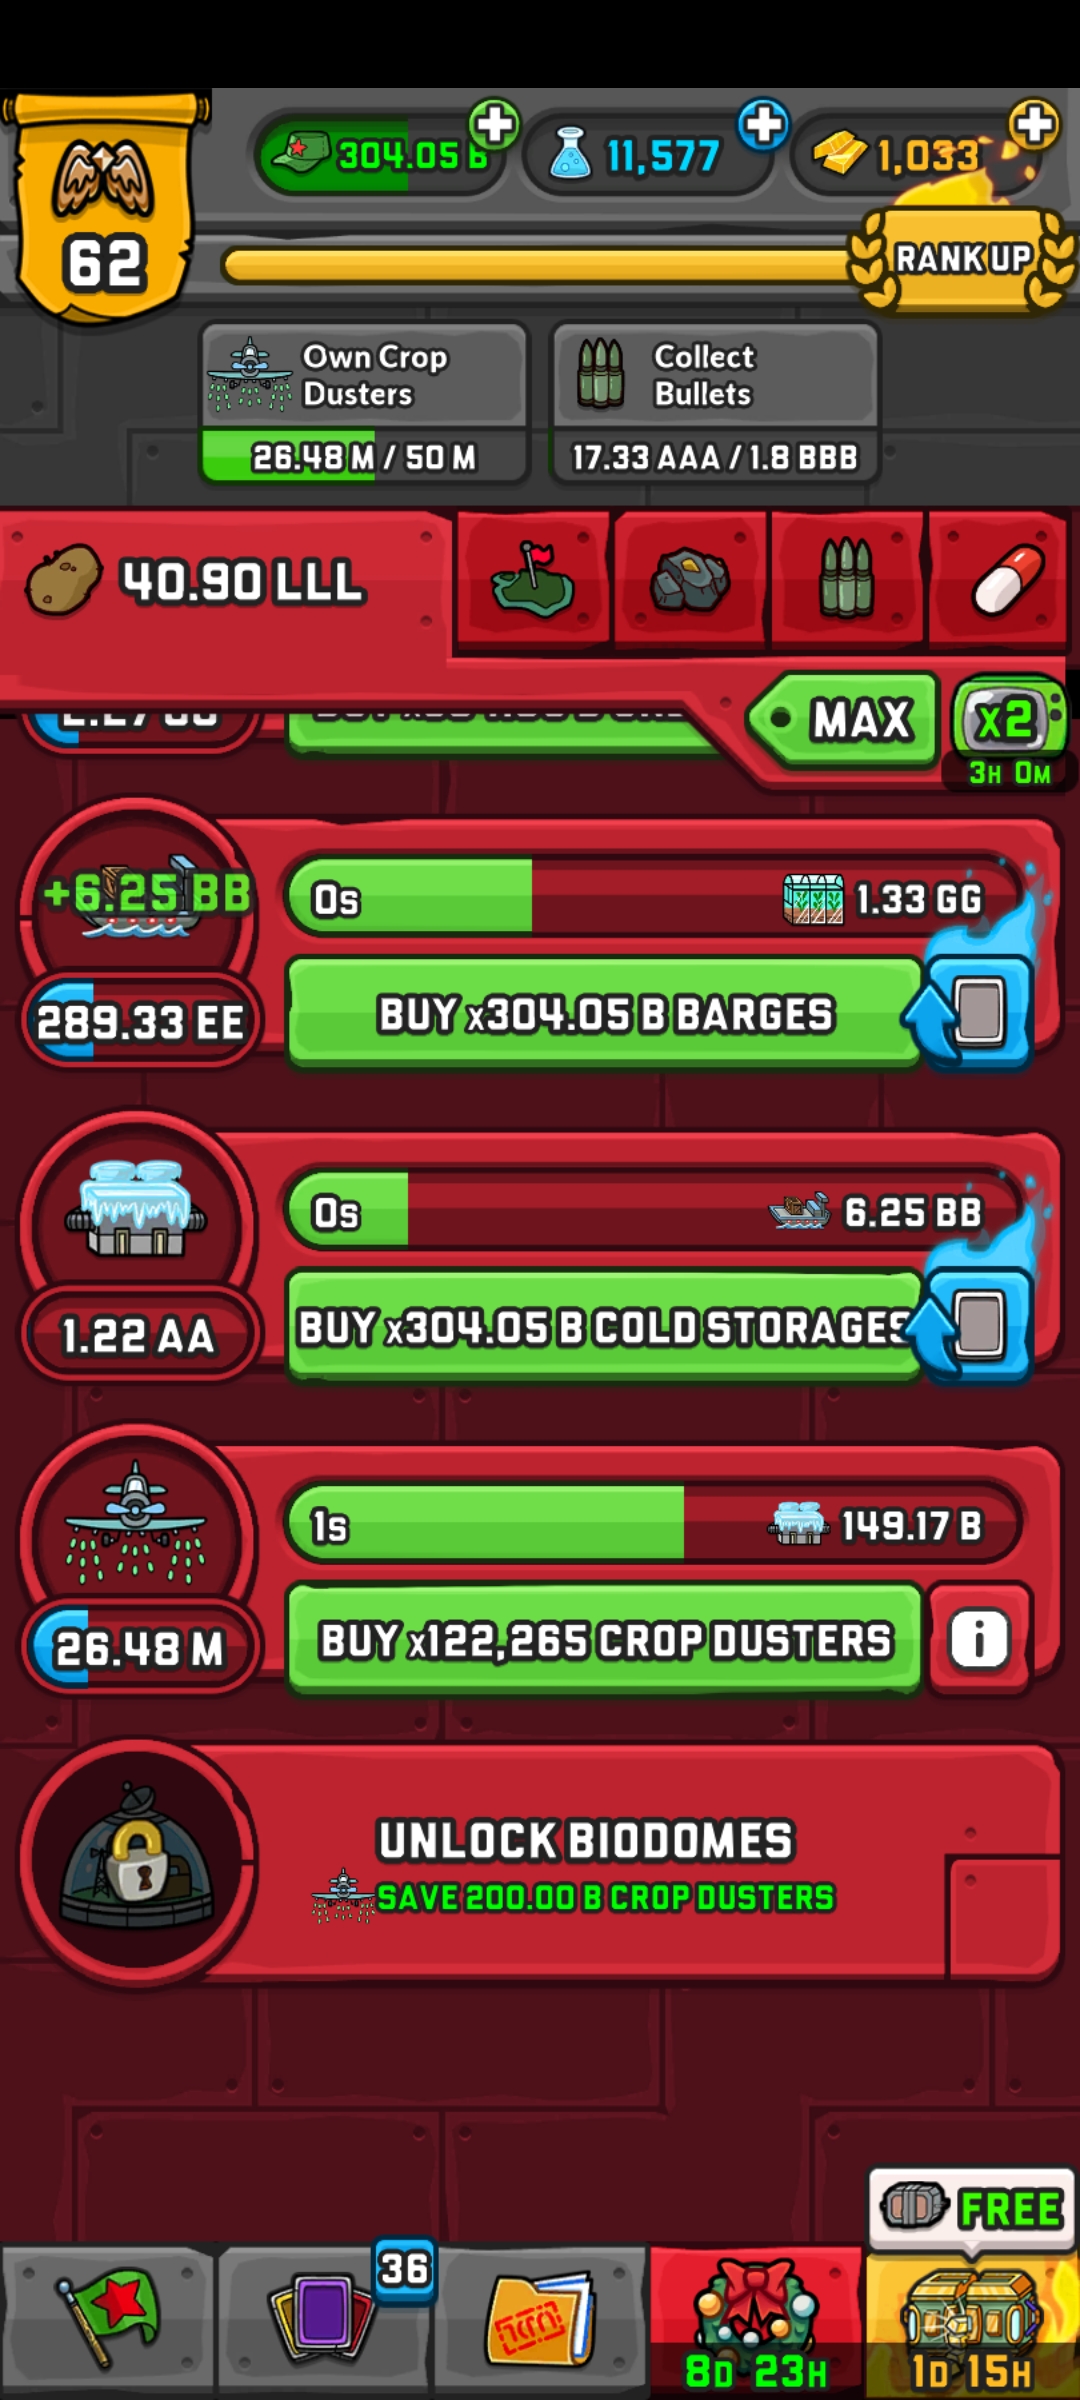 304.05 B
11,577
1,033
62
RANK UP
Own Crop
Dusters
26.48 M / 50 M
Collect
Bullets
17.33 AAA / 1.8 BBB
40.90 LLL
MAX
x2
3H 0M
+6.25 BB
0s
1.33 GG
289.33 EE
BUY x304.05 B BARGES
0s
6.25 BB
1.22 AA
BUY x304.05 B COLD STORAGES
1s
149.17 B
26.48 M
BUY x122,265 CROP DUSTERS
i
UNLOCK BIODOMES
SAVE 200.00 B CROP DUSTERS
FREE
36
8D 23H
1D 15H